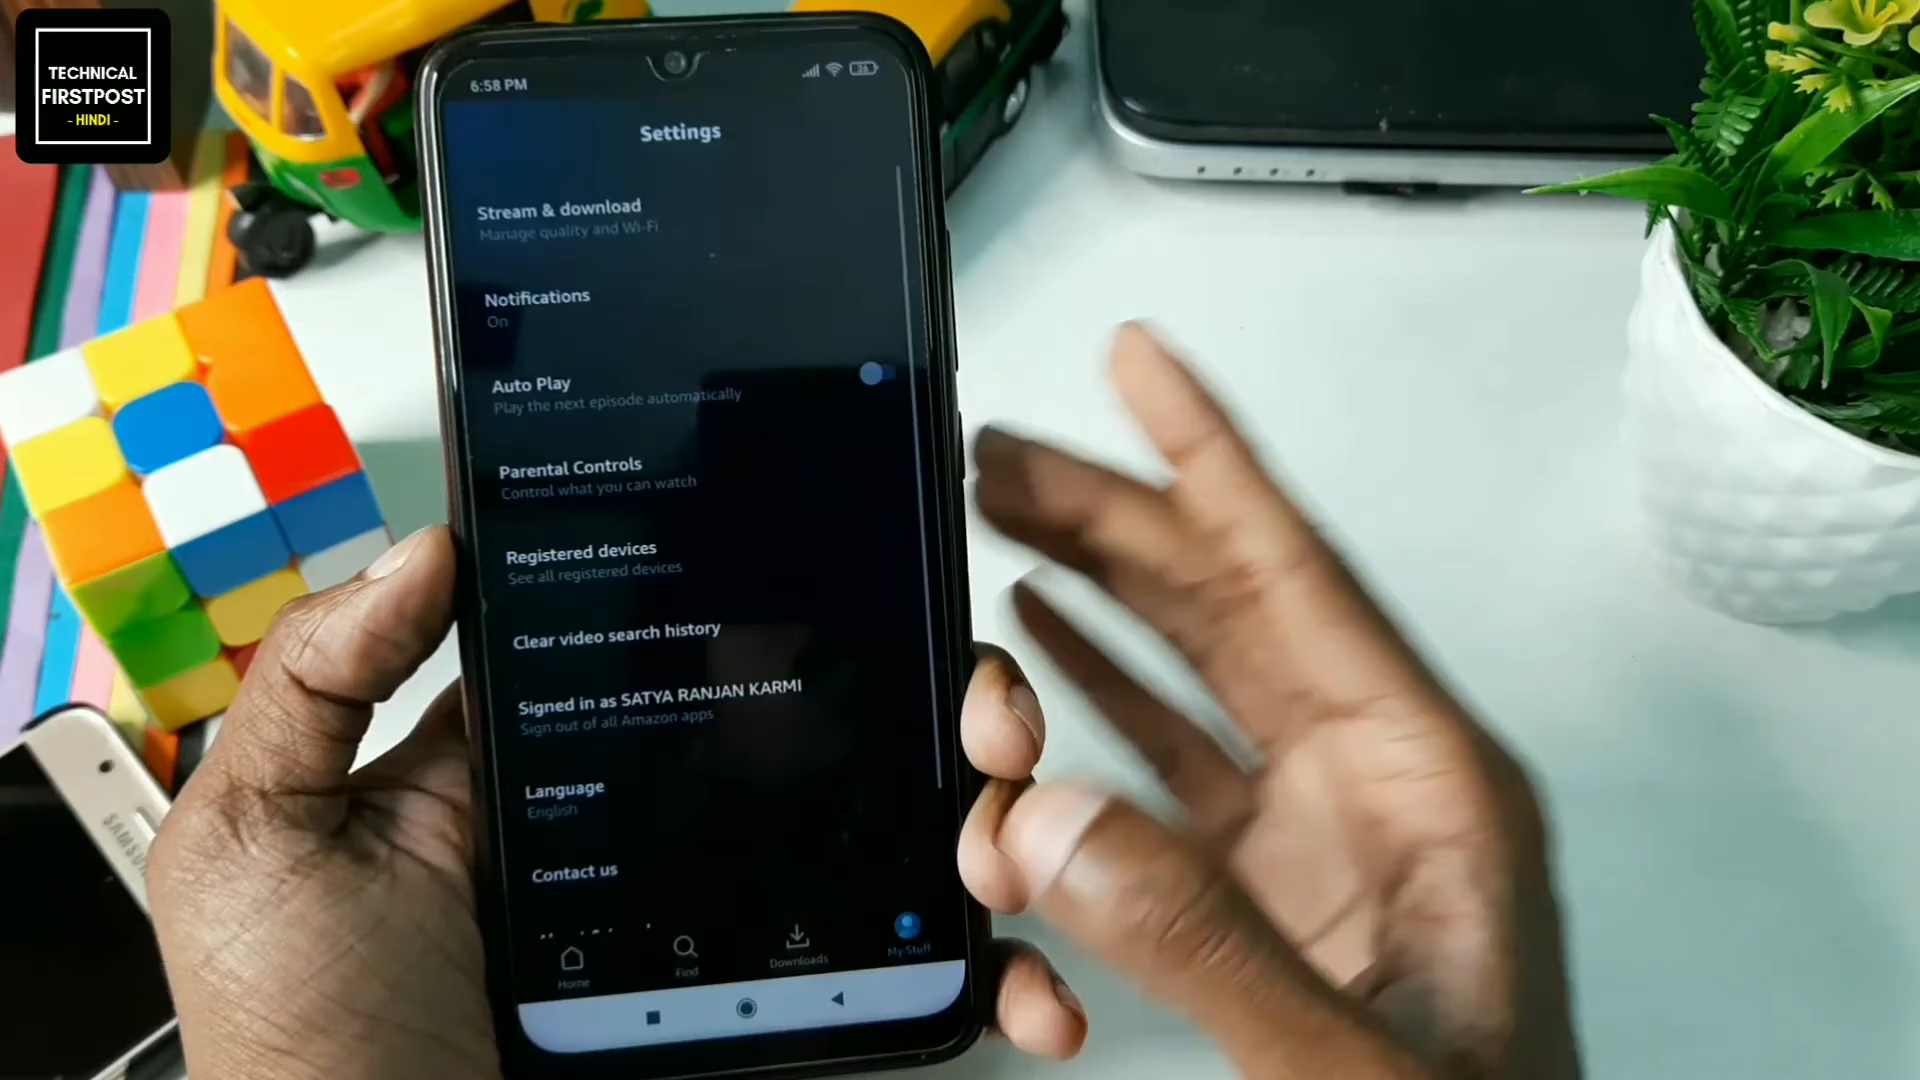 TECHNICAL
FIRSTPOST
- HINDI -
6:58 PM
36
Settings
Stream & download
Manage quality and Wi-Fi
Notifications
On
Auto Play
Play the next episode automatically
Parental Controls
Control what you can watch
Registered devices
See all registered devices
Clear video search history
Signed in as SATYA RANJAN KARMI
Sign out of all Amazon apps
Language
English
Contact us
Home
Find
Downloads
My Stuff
SAMSUNG